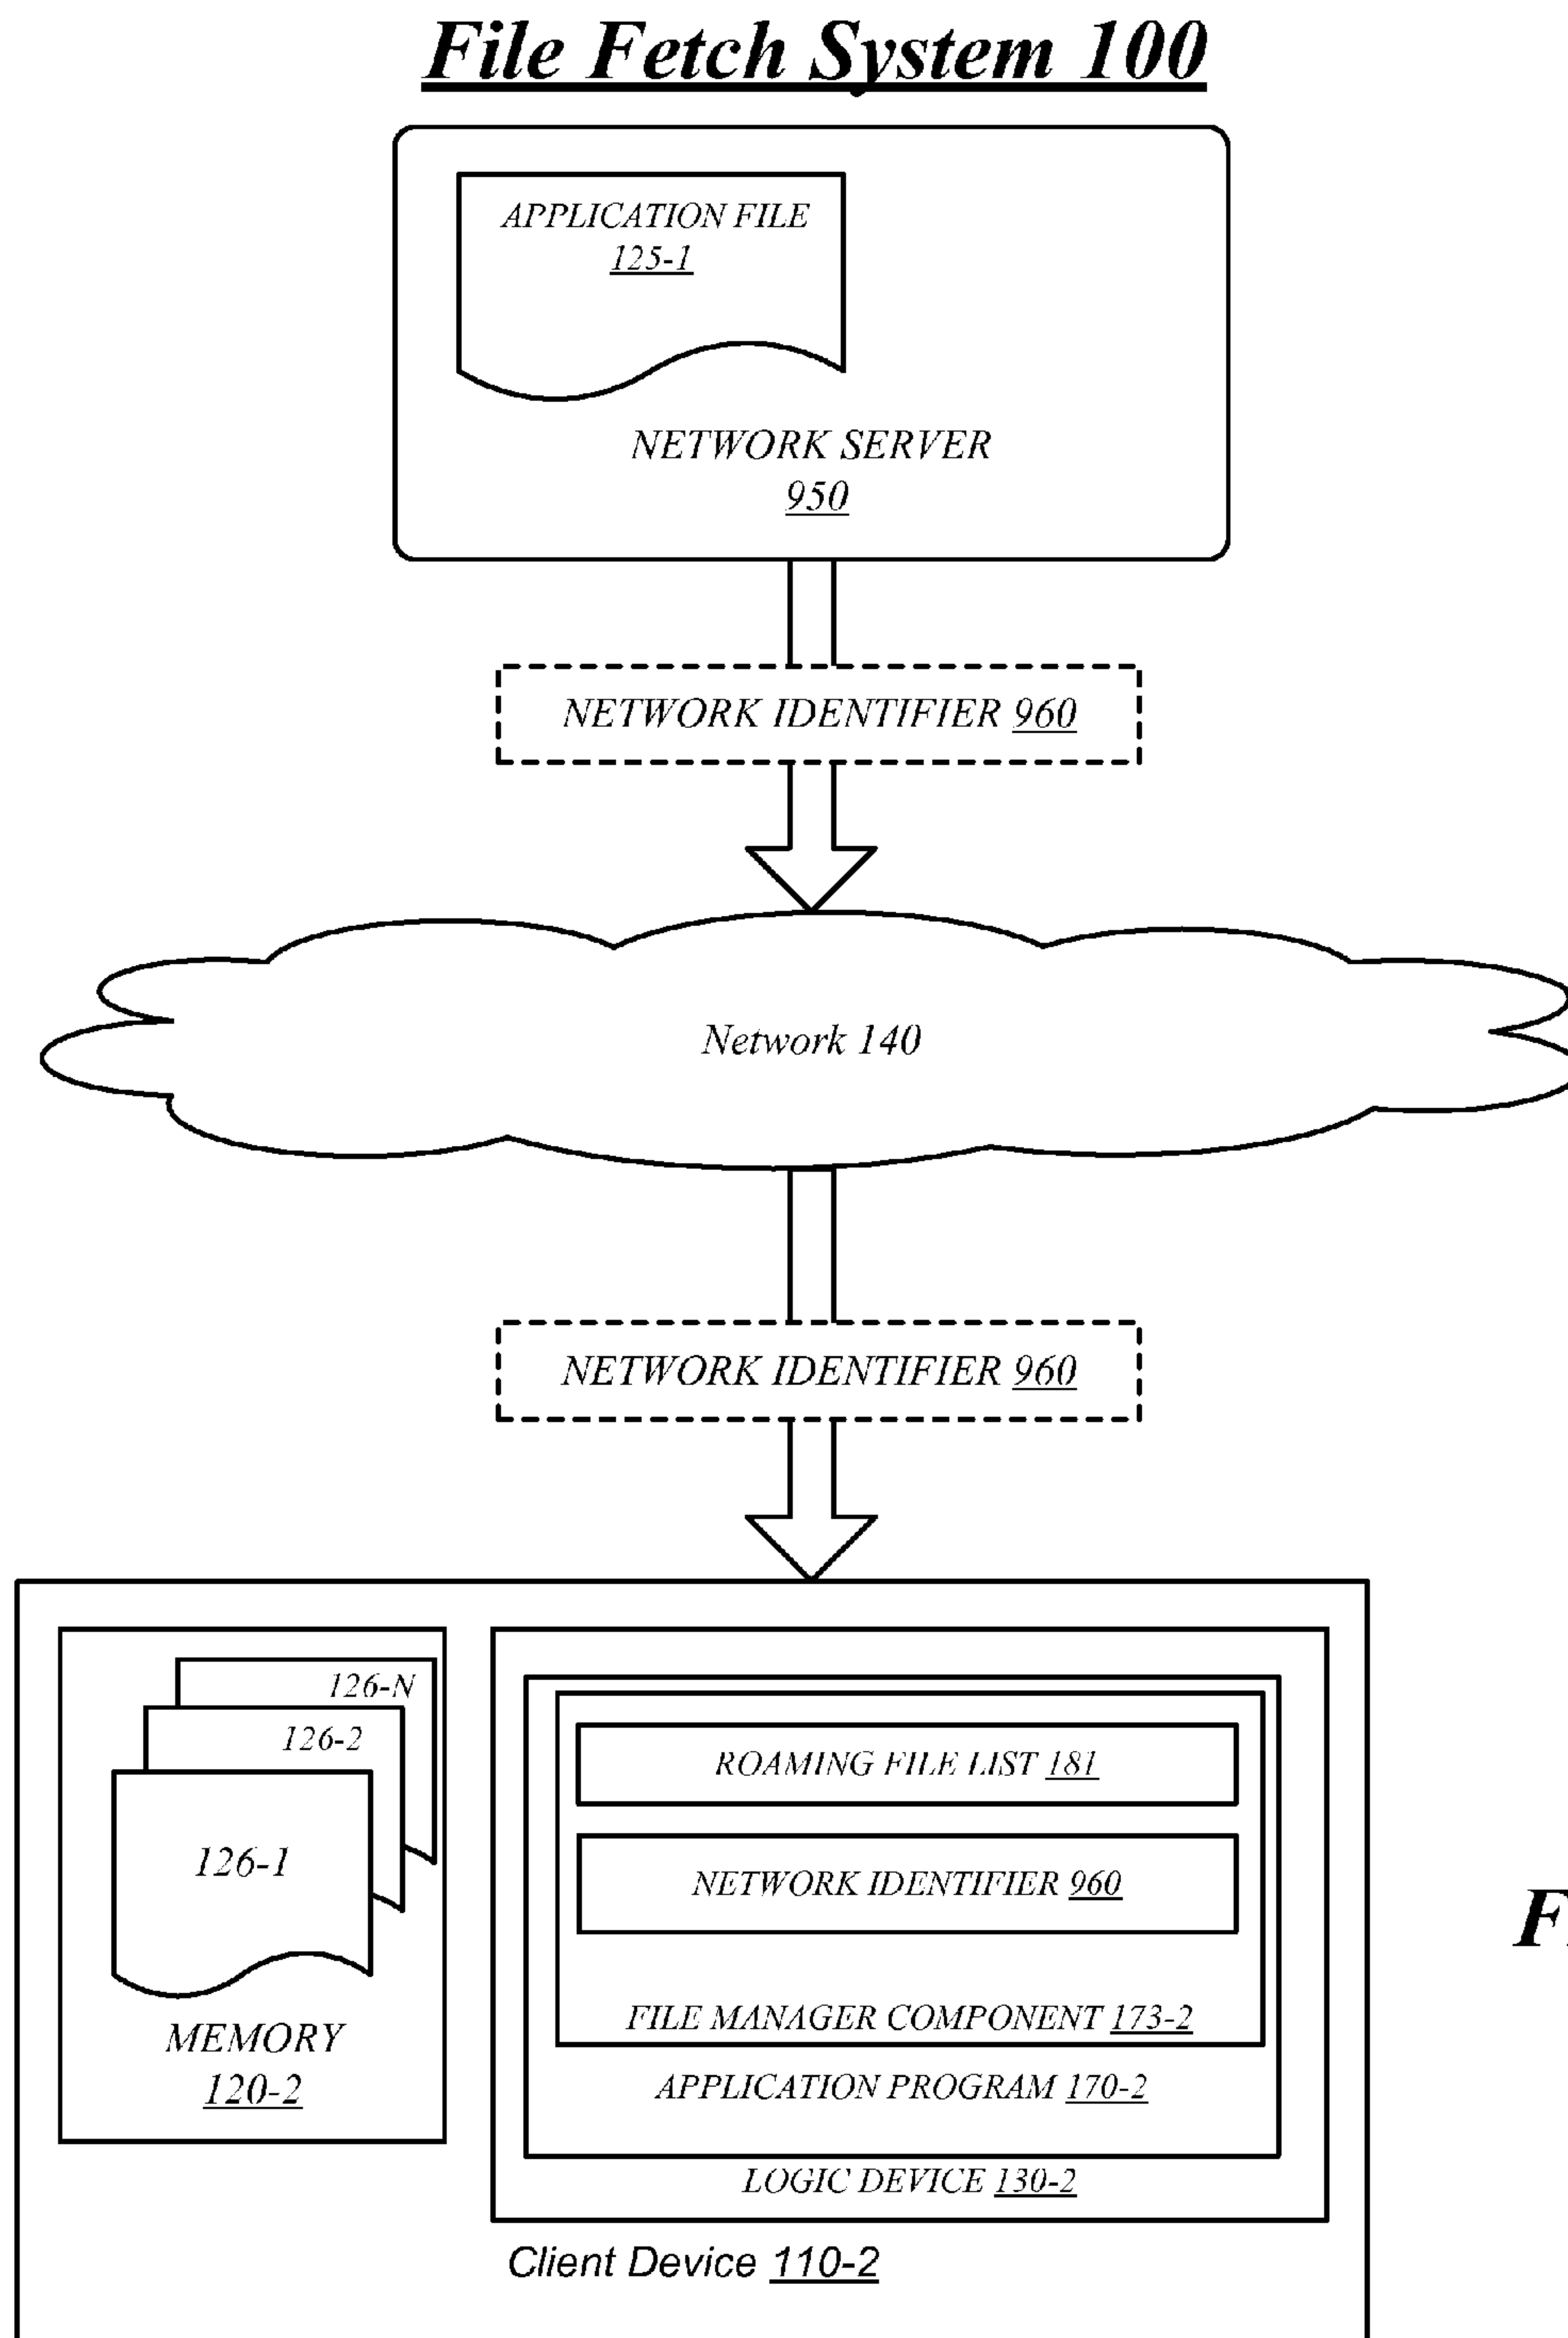 File Fetch System 100
APPLICATION FILE
125-1
NETWORK SERVER
950
NETWORK IDENTIFIER 960
Network 140
NETWORK IDENTIFIER 960
126-N
126-2
126-1
MEMORY
120-2
ROAMING FILE LIST 181
NETWORK IDENTIFIER 960
FILE MANAGER COMPONENT 173-2
APPLICATION PROGRAM 170-2
LOGIC DEVICE 130-2
Client Device 110-2